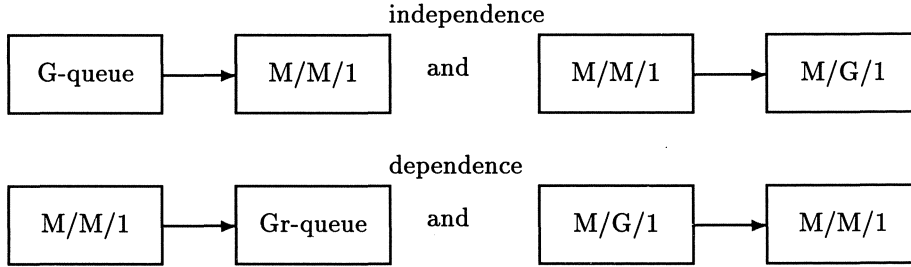 independence
G-queue M/M/1 and M/M/1 M/G/1
dependence
M/M/1 Gr-queue and M/G/1 M/M/1